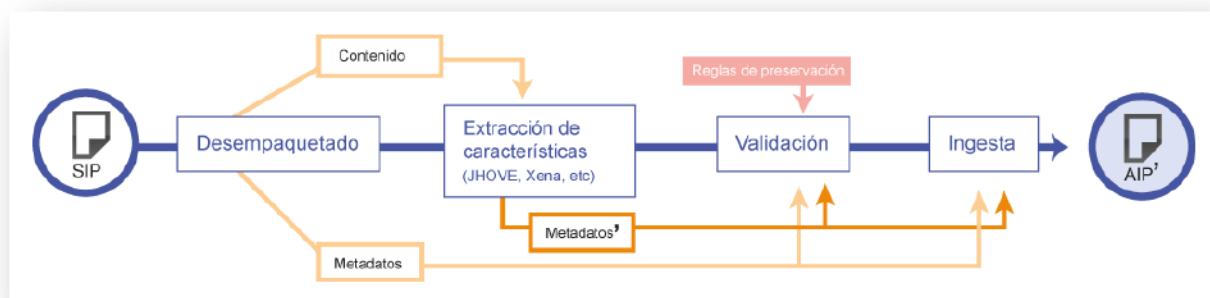 Contenido
Reglas de preservación
SIP
Desempaquetado
Extracción de
características
(JHOVE, Xena, etc)
Validación
Ingesta
AIP’
Metadatos’
Metadatos